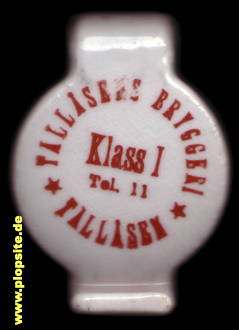 TALLÅSENS BRYGGERI
Klass I
Tel. 11
★ TALLÅSEN ★
www.plopsite.de